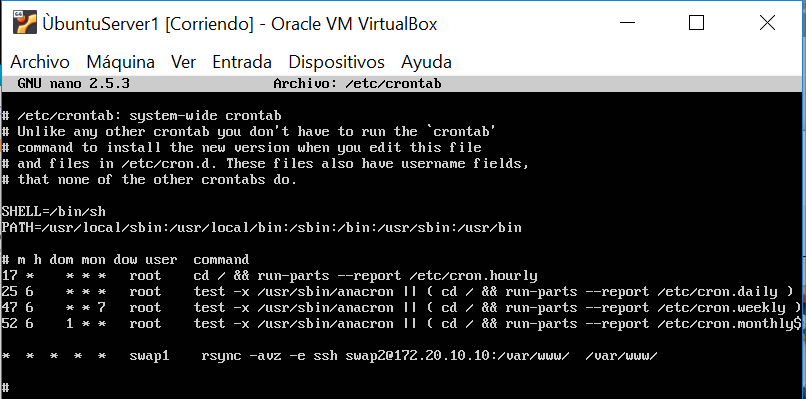 ÙbuntuServer1 [Corriendo] - Oracle VM VirtualBox
Archivo Máquina Ver Entrada Dispositivos Ayuda
GNU nano 2.5.3 Archivo: /etc/crontab
# /etc/crontab: system-wide crontab
# Unlike any other crontab you don't have to run the `crontab'
# command to install the new version when you edit this file
# and files in /etc/cron.d. These files also have username fields,
# that none of the other crontabs do.
SHELL=/bin/sh
PATH=/usr/local/sbin:/usr/local/bin:/sbin:/bin:/usr/sbin:/usr/bin
# m h dom mon dow user  command
17 *    * * *   root    cd / && run-parts --report /etc/cron.hourly
25 6    * * *   root    test -x /usr/sbin/anacron || ( cd / && run-parts --report /etc/cron.daily )
47 6    * * 7   root    test -x /usr/sbin/anacron || ( cd / && run-parts --report /etc/cron.weekly )
52 6    1 * *   root    test -x /usr/sbin/anacron || ( cd / && run-parts --report /etc/cron.monthly$
*  *  *  *  *   swap1    rsync -avz -e ssh swap2@172.20.10.10:/var/www/  /var/www/
#